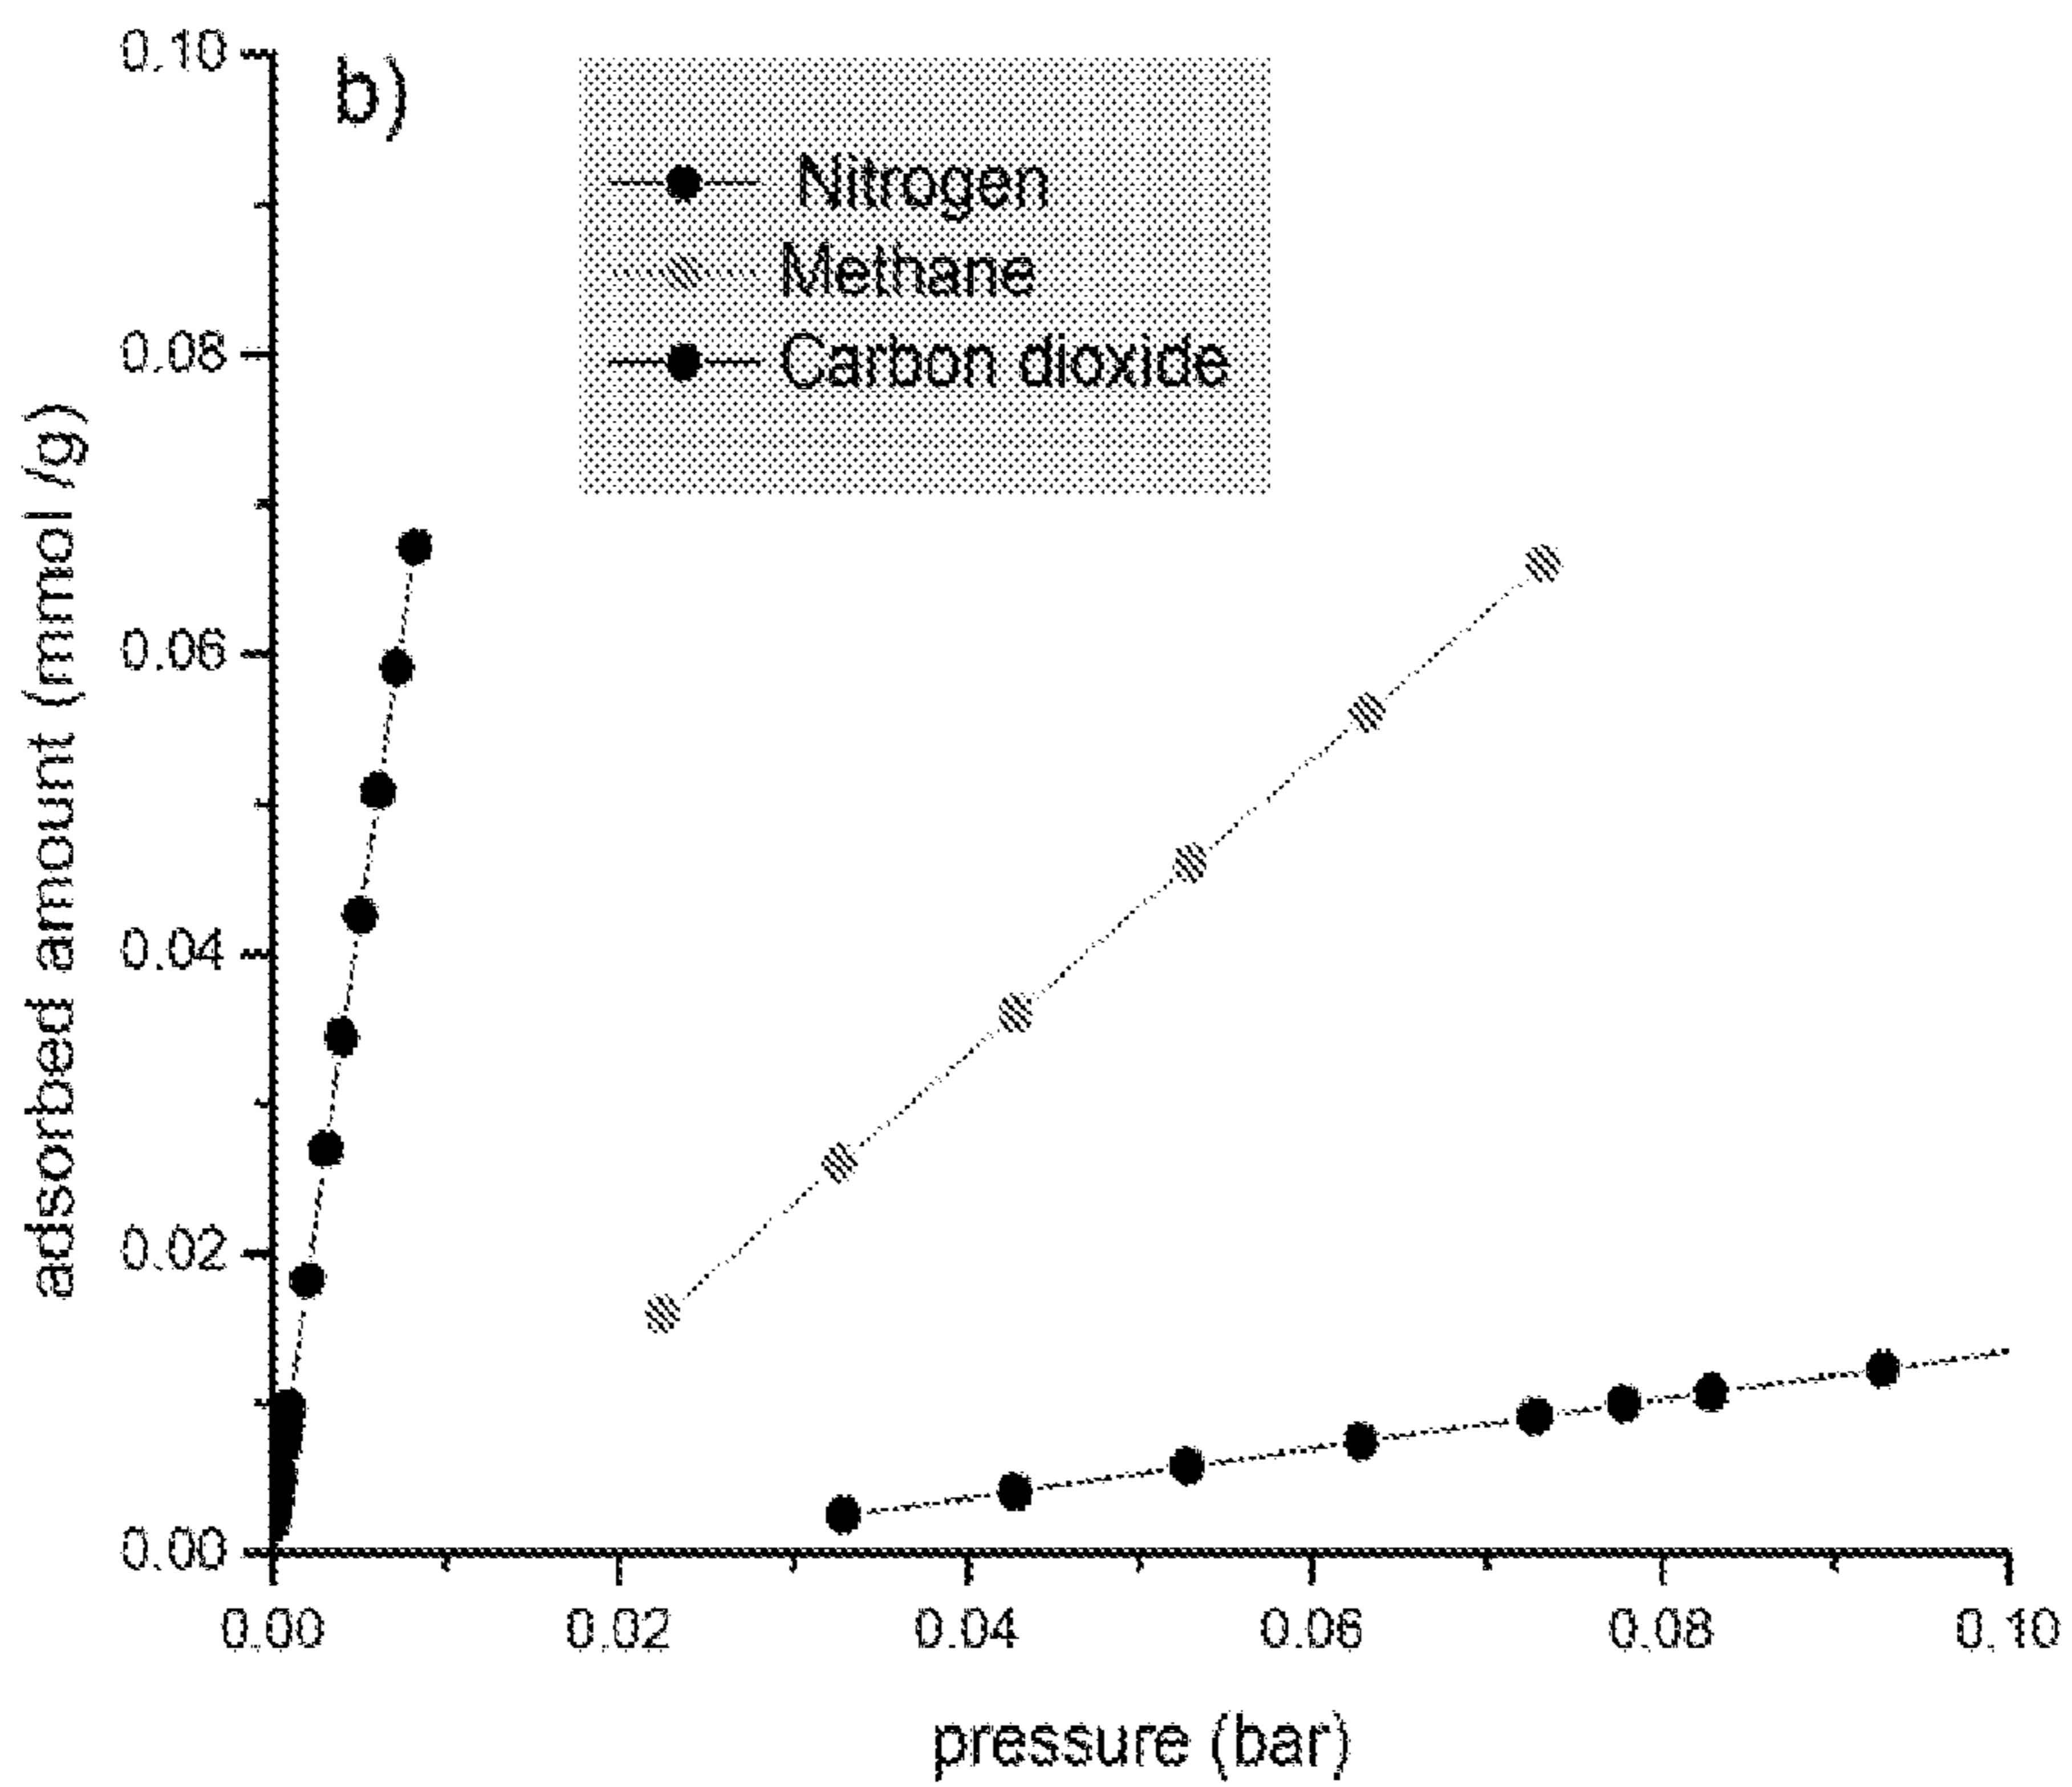 b)
Nitrogen
Methane
Carbon dioxide
adsorbed amount (mmol /g)
0.10
0.08
0.06
0.04
0.02
0.00
0.00 0.02 0.04 0.06 0.08 0.10
pressure (bar)